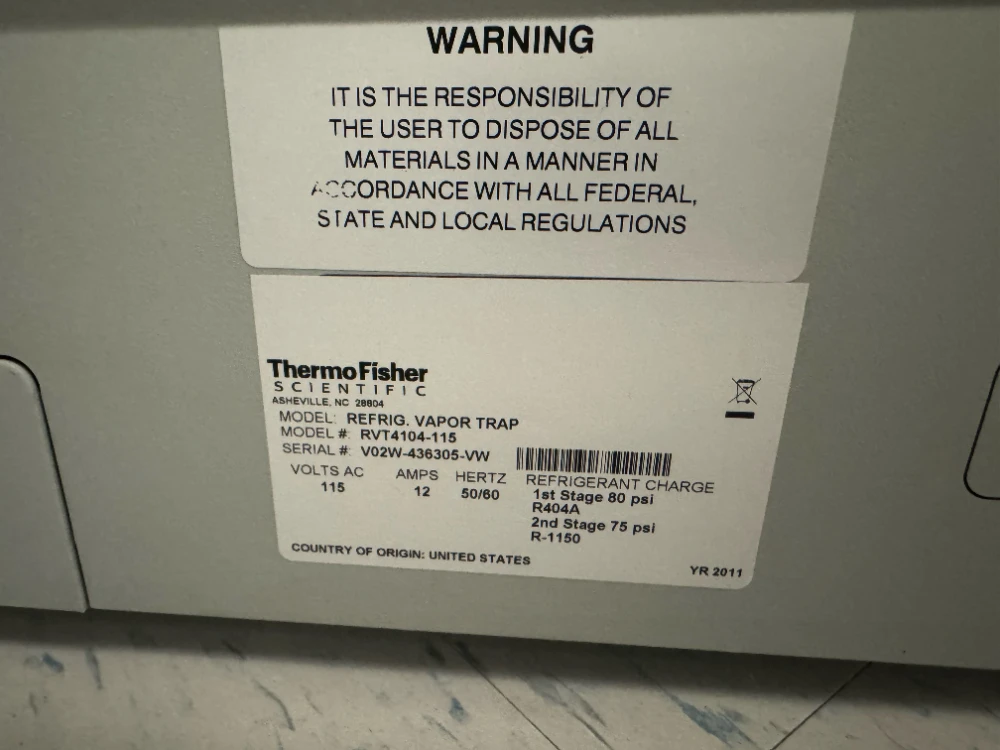 WARNING
IT IS THE RESPONSIBILITY OF
THE USER TO DISPOSE OF ALL
MATERIALS IN A MANNER IN
ACCORDANCE WITH ALL FEDERAL,
STATE AND LOCAL REGULATIONS
ThermoFisher
SCIENTIFIC
ASHEVILLE, NC 28804
MODEL: REFRIG. VAPOR TRAP
MODEL #: RVT4104-115
SERIAL #: V02W-436305-VW
VOLTS AC AMPS HERTZ REFRIGERANT CHARGE
115 12 50/60 1st Stage 80 psi
R404A
2nd Stage 75 psi
R-1150
COUNTRY OF ORIGIN: UNITED STATES
YR 2011